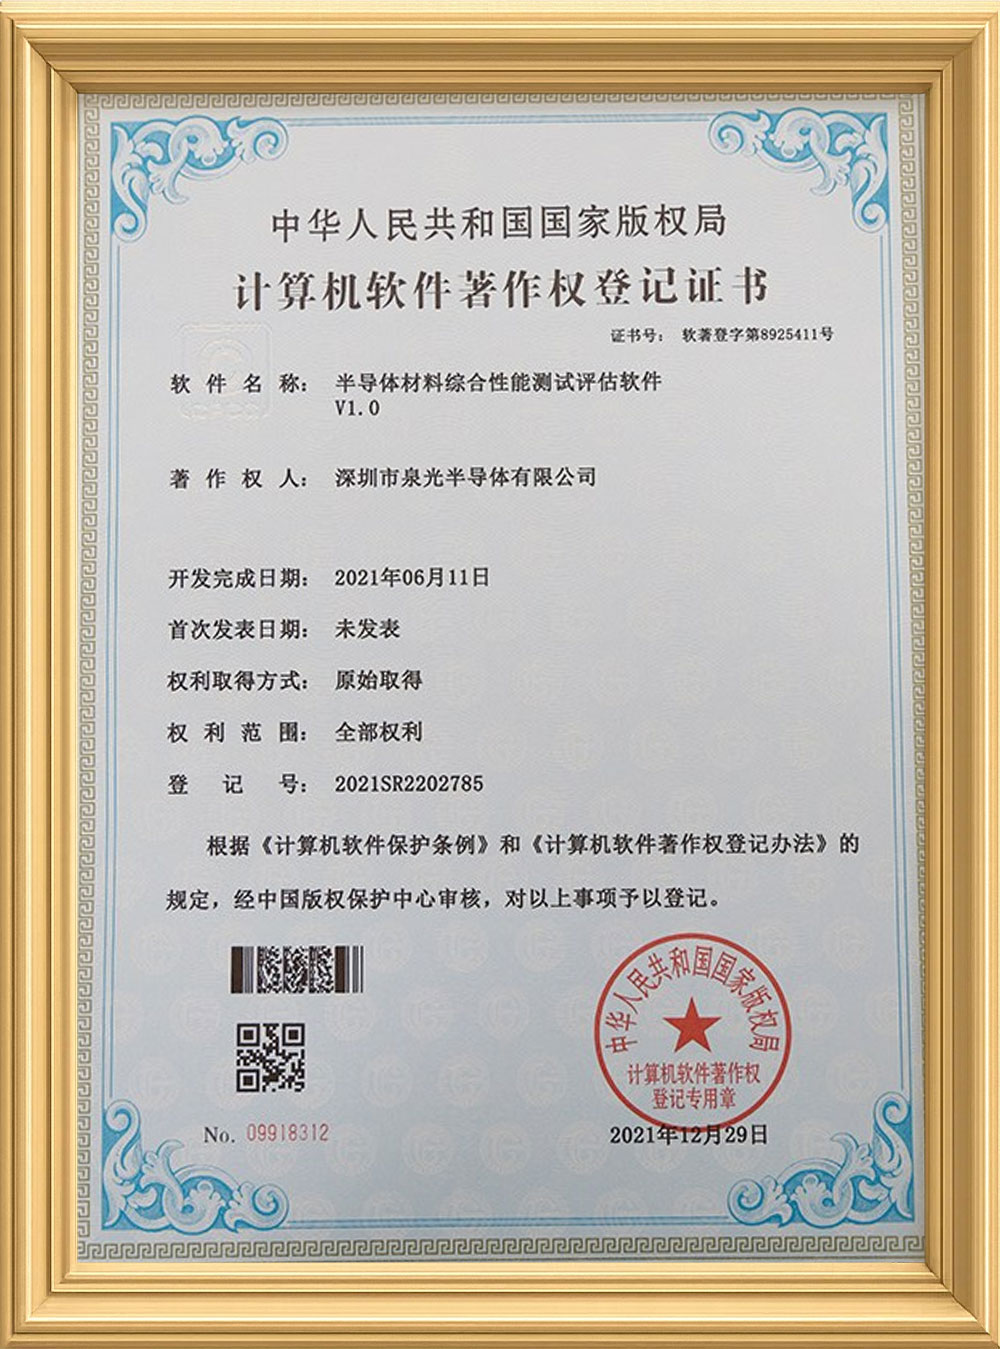 中华人民共和国国家版权局
计算机软件著作权登记证书
证书号: 软著登字第8925411号
软件名称: 半导体材料综合性能测试评估软件
V1.0
著作权人: 深圳市泉光半导体有限公司
开发完成日期: 2021年06月11日
首次发表日期: 未发表
权利取得方式: 原始取得
权利范围: 全部权利
登记号: 2021SR2202785
根据《计算机软件保护条例》和《计算机软件著作权登记办法》的
规定,经中国版权保护中心审核,对以上事项予以登记。
中华人民共和国国家版权局
计算机软件著作权
登记专用章
No. 09918312
2021年12月29日